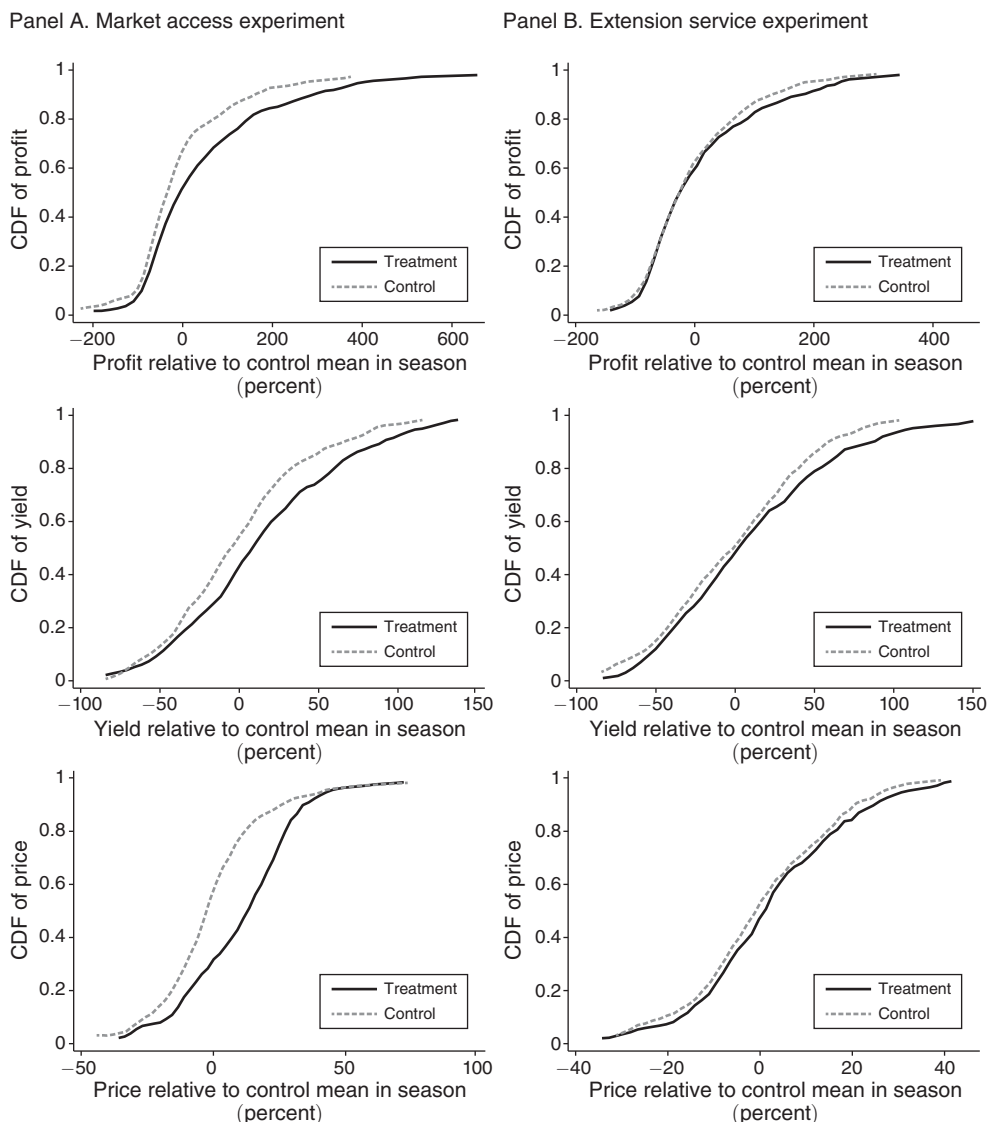 Panel A. Market access experiment
Panel B. Extension service experiment
CDF of profit
1
0.8
0.6
0.4
0.2
0
Treatment
Control
−200 0 200 400 600
Profit relative to control mean in season
(percent)
CDF of profit
1
0.8
0.6
0.4
0.2
0
Treatment
Control
−200 0 200 400
Profit relative to control mean in season
(percent)
CDF of yield
1
0.8
0.6
0.4
0.2
0
Treatment
Control
−100 −50 0 50 100 150
Yield relative to control mean in season
(percent)
CDF of yield
1
0.8
0.6
0.4
0.2
0
Treatment
Control
−100 −50 0 50 100 150
Yield relative to control mean in season
(percent)
CDF of price
1
0.8
0.6
0.4
0.2
0
Treatment
Control
−50 0 50 100
Price relative to control mean in season
(percent)
CDF of price
1
0.8
0.6
0.4
0.2
0
Treatment
Control
−40 −20 0 20 40
Price relative to control mean in season
(percent)